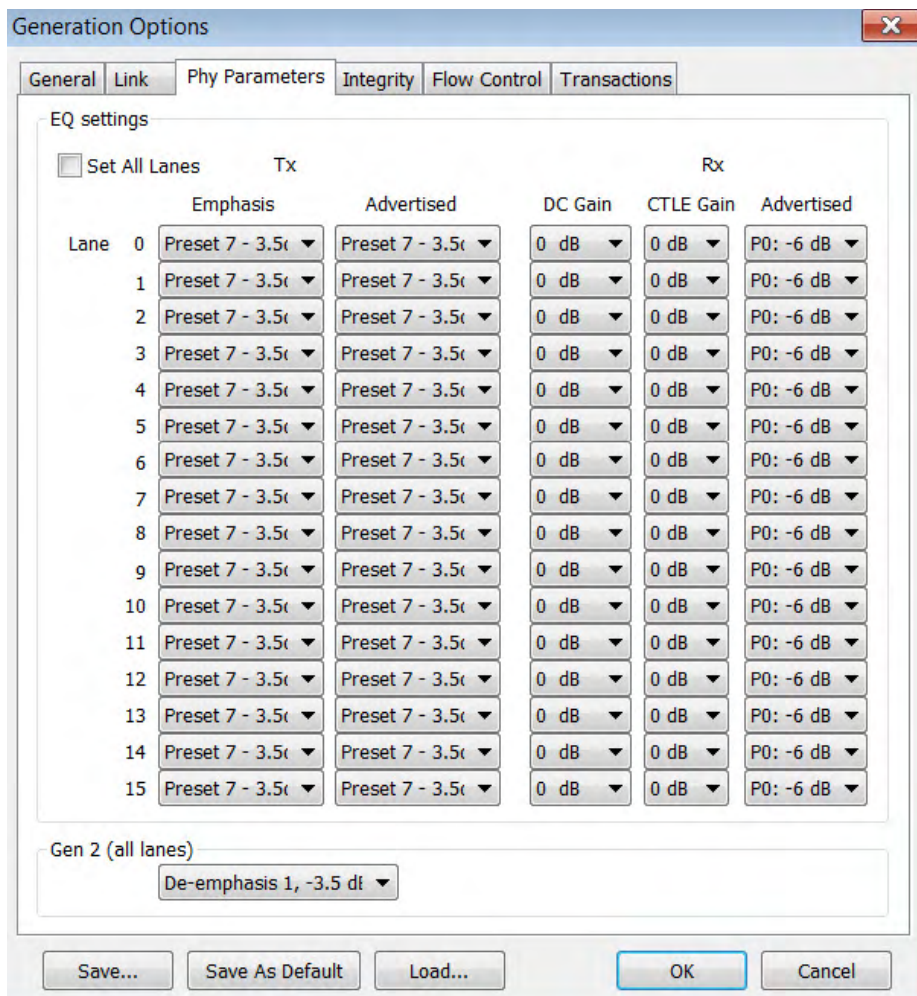 Generation Options
General Link Phy Parameters Integrity Flow Control Transactions
EQ settings
Set All Lanes Tx Rx
Emphasis Advertised DC Gain CTLE Gain Advertised
Lane 0 Preset 7 - 3.5 Preset 7 - 3.5 0 dB 0 dB P0: -6 dB
1 Preset 7 - 3.5 Preset 7 - 3.5 0 dB 0 dB P0: -6 dB
2 Preset 7 - 3.5 Preset 7 - 3.5 0 dB 0 dB P0: -6 dB
3 Preset 7 - 3.5 Preset 7 - 3.5 0 dB 0 dB P0: -6 dB
4 Preset 7 - 3.5 Preset 7 - 3.5 0 dB 0 dB P0: -6 dB
5 Preset 7 - 3.5 Preset 7 - 3.5 0 dB 0 dB P0: -6 dB
6 Preset 7 - 3.5 Preset 7 - 3.5 0 dB 0 dB P0: -6 dB
7 Preset 7 - 3.5 Preset 7 - 3.5 0 dB 0 dB P0: -6 dB
8 Preset 7 - 3.5 Preset 7 - 3.5 0 dB 0 dB P0: -6 dB
9 Preset 7 - 3.5 Preset 7 - 3.5 0 dB 0 dB P0: -6 dB
10 Preset 7 - 3.5 Preset 7 - 3.5 0 dB 0 dB P0: -6 dB
11 Preset 7 - 3.5 Preset 7 - 3.5 0 dB 0 dB P0: -6 dB
12 Preset 7 - 3.5 Preset 7 - 3.5 0 dB 0 dB P0: -6 dB
13 Preset 7 - 3.5 Preset 7 - 3.5 0 dB 0 dB P0: -6 dB
14 Preset 7 - 3.5 Preset 7 - 3.5 0 dB 0 dB P0: -6 dB
15 Preset 7 - 3.5 Preset 7 - 3.5 0 dB 0 dB P0: -6 dB
Gen 2 (all lanes)
De-emphasis 1, -3.5 d
Save... Save As Default Load... OK Cancel